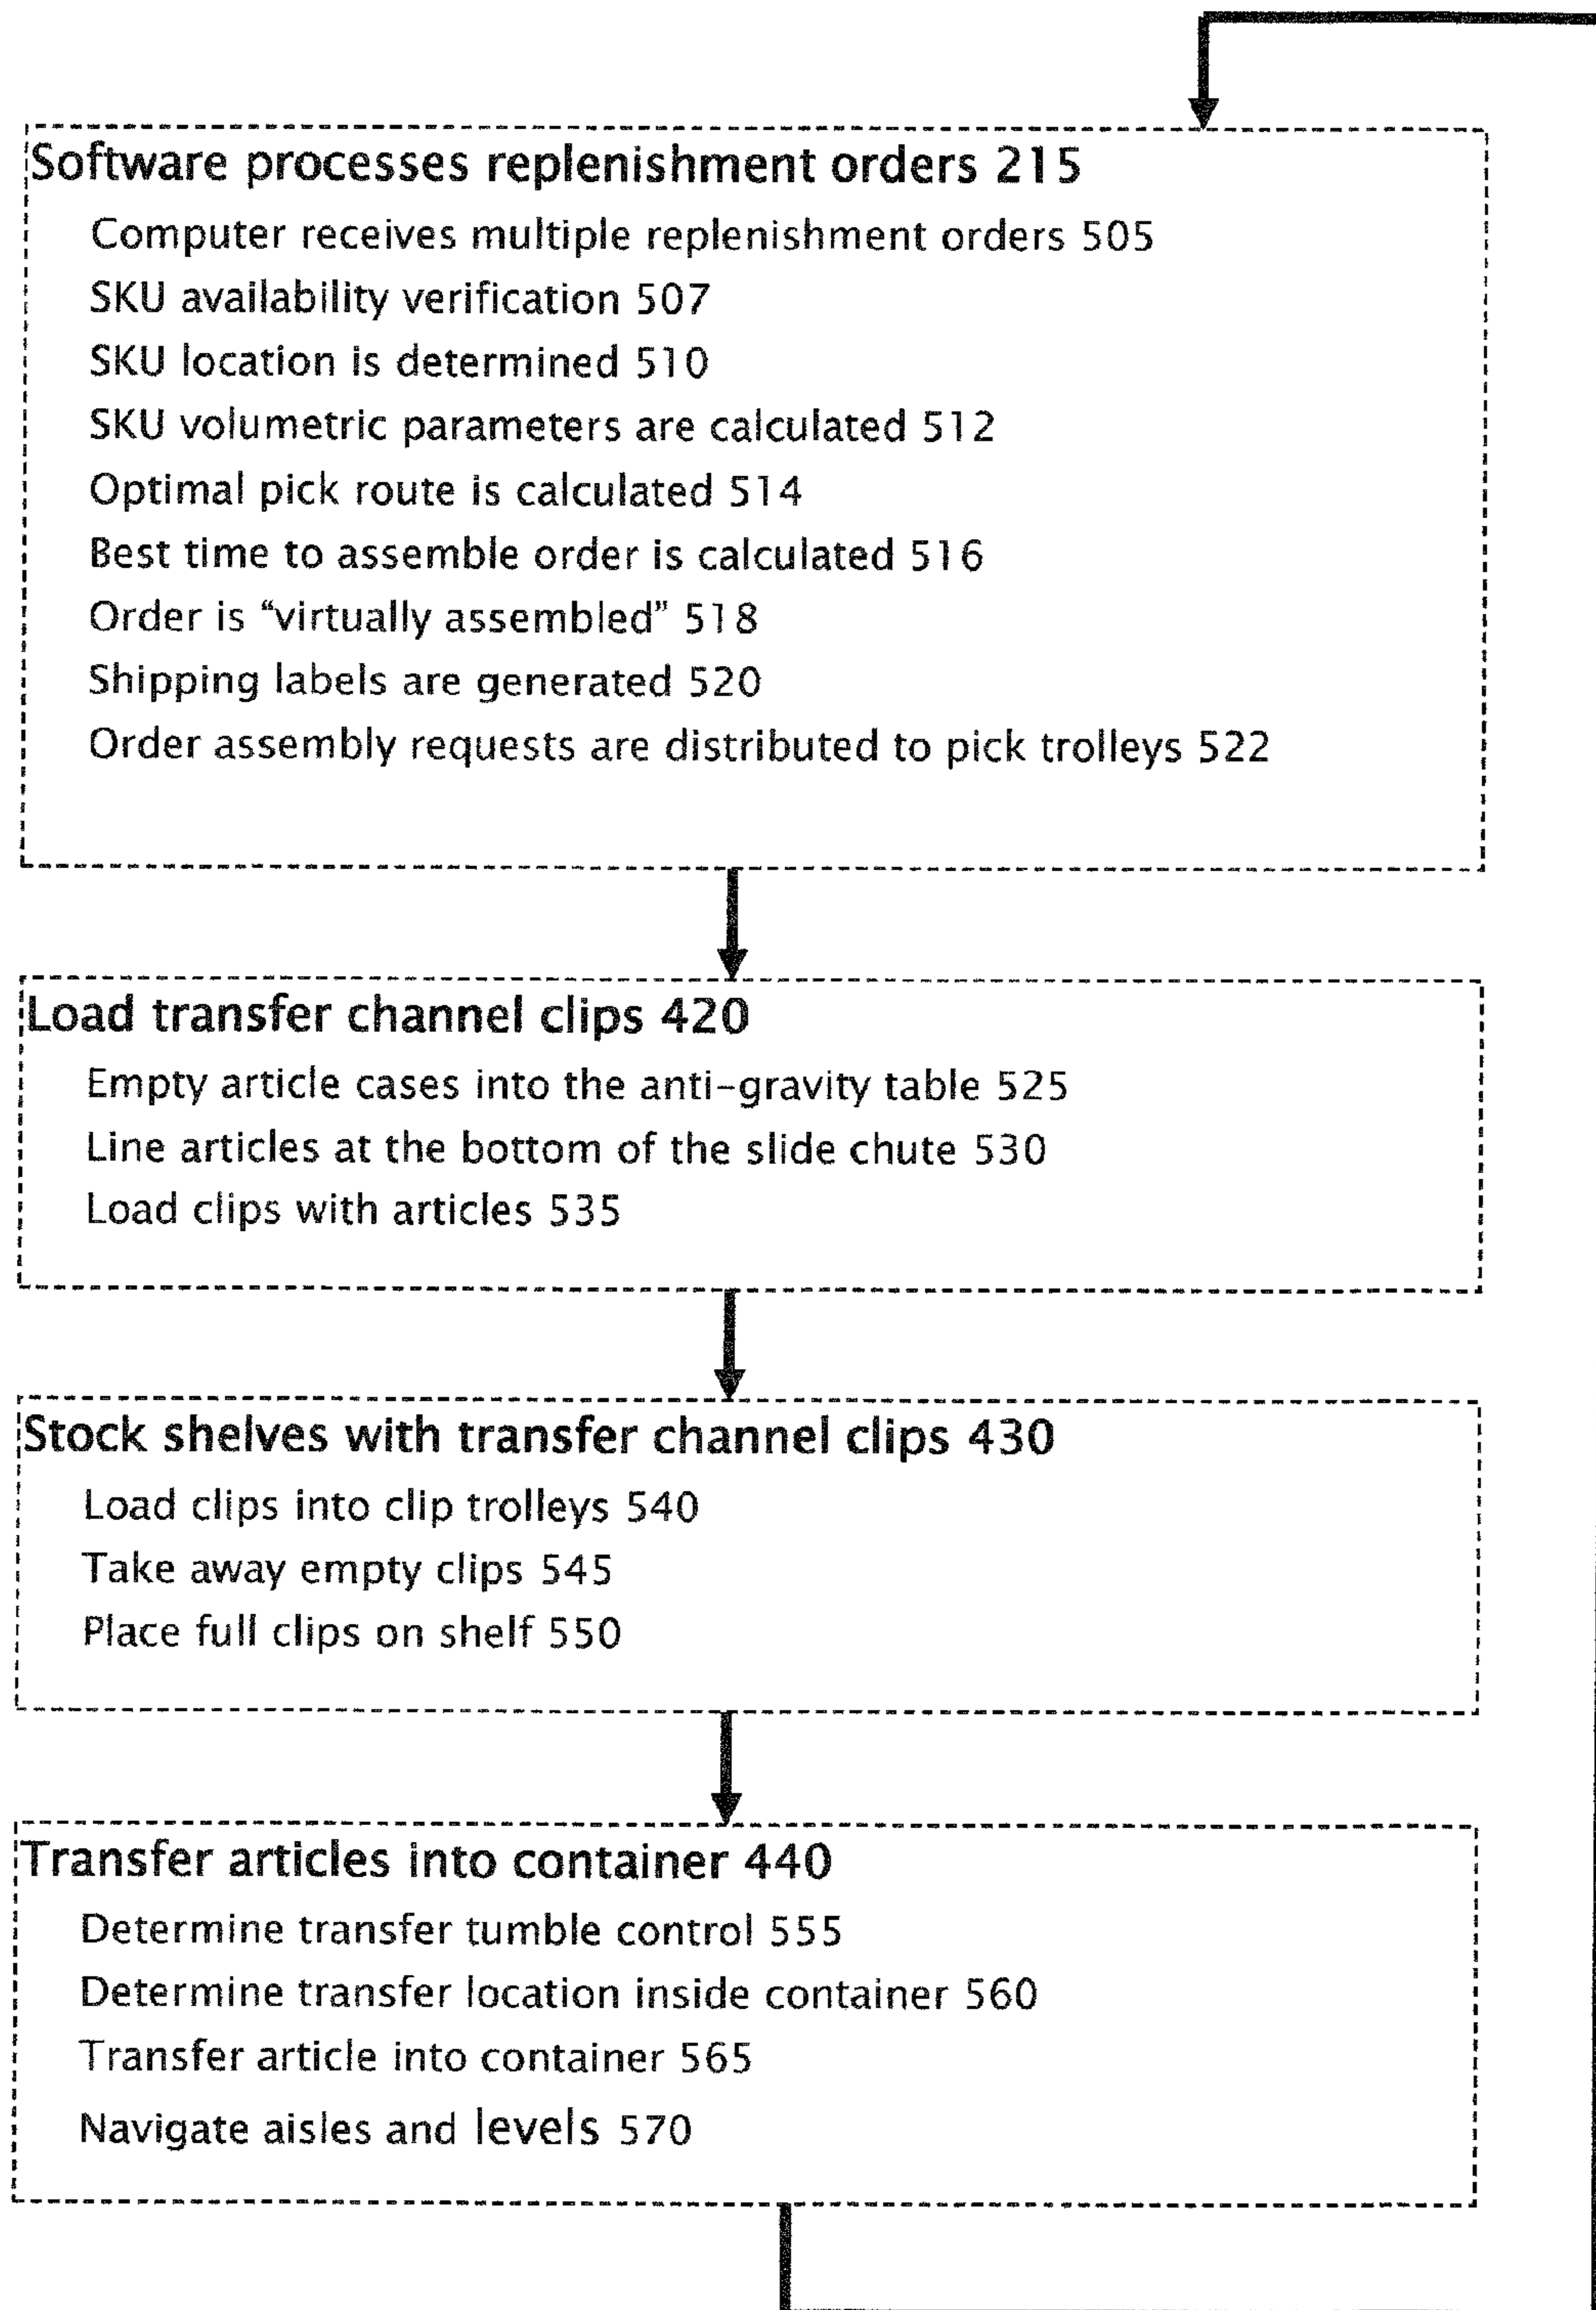 Software processes replenishment orders 215
Computer receives multiple replenishment orders 505
SKU availability verification 507
SKU location is determined 510
SKU volumetric parameters are calculated 512
Optimal pick route is calculated 514
Best time to assemble order is calculated 516
Order is “virtually assembled” 518
Shipping labels are generated 520
Order assembly requests are distributed to pick trolleys 522
Load transfer channel clips 420
Empty article cases into the anti-gravity table 525
Line articles at the bottom of the slide chute 530
Load clips with articles 535
Stock shelves with transfer channel clips 430
Load clips into clip trolleys 540
Take away empty clips 545
Place full clips on shelf 550
Transfer articles into container 440
Determine transfer tumble control 555
Determine transfer location inside container 560
Transfer article into container 565
Navigate aisles and levels 570